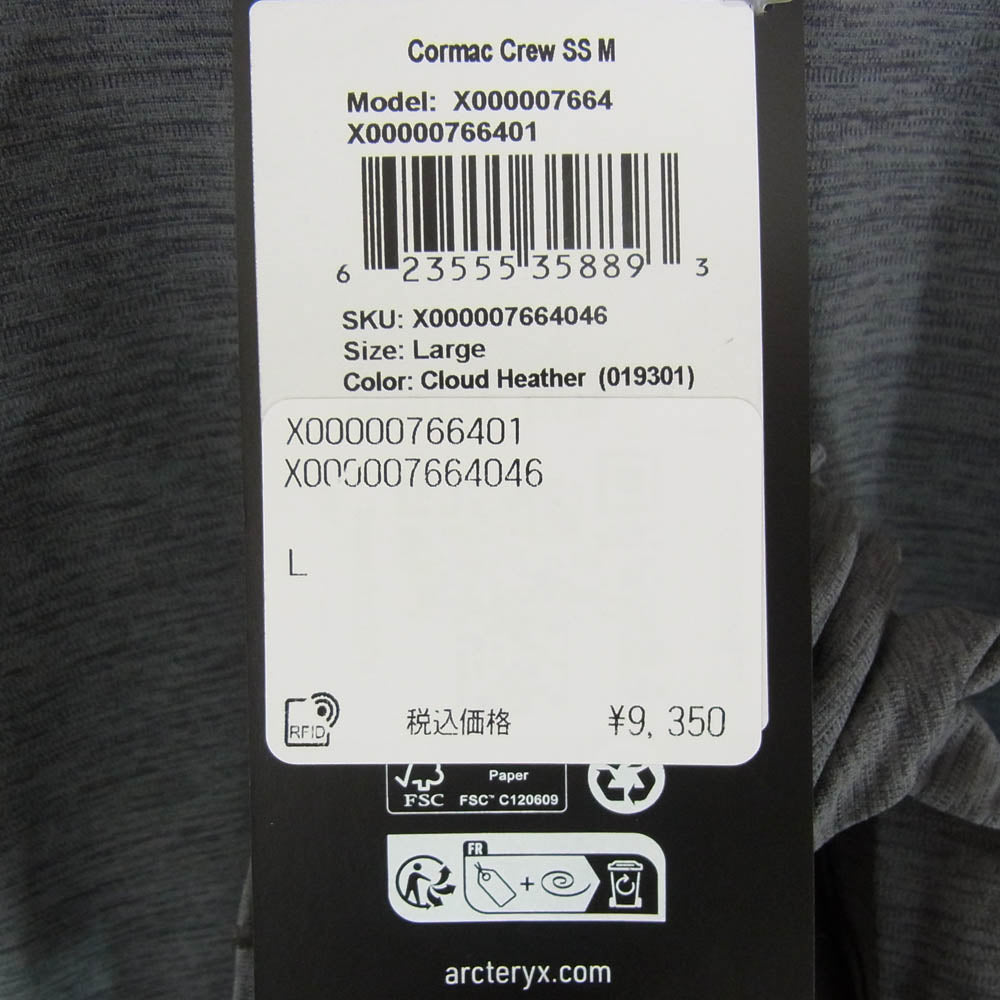 Cormac Crew SS M
Model: X000007664
X00000766401
6 23555 35889 3
SKU: X000007664046
Size: Large
Color: Cloud Heather (019301)
X00000766401
X000007664046
L
RFID 税込価格 ¥9, 350
Paper
FSC FSC™ C120609
FR
+
arcteryx.com